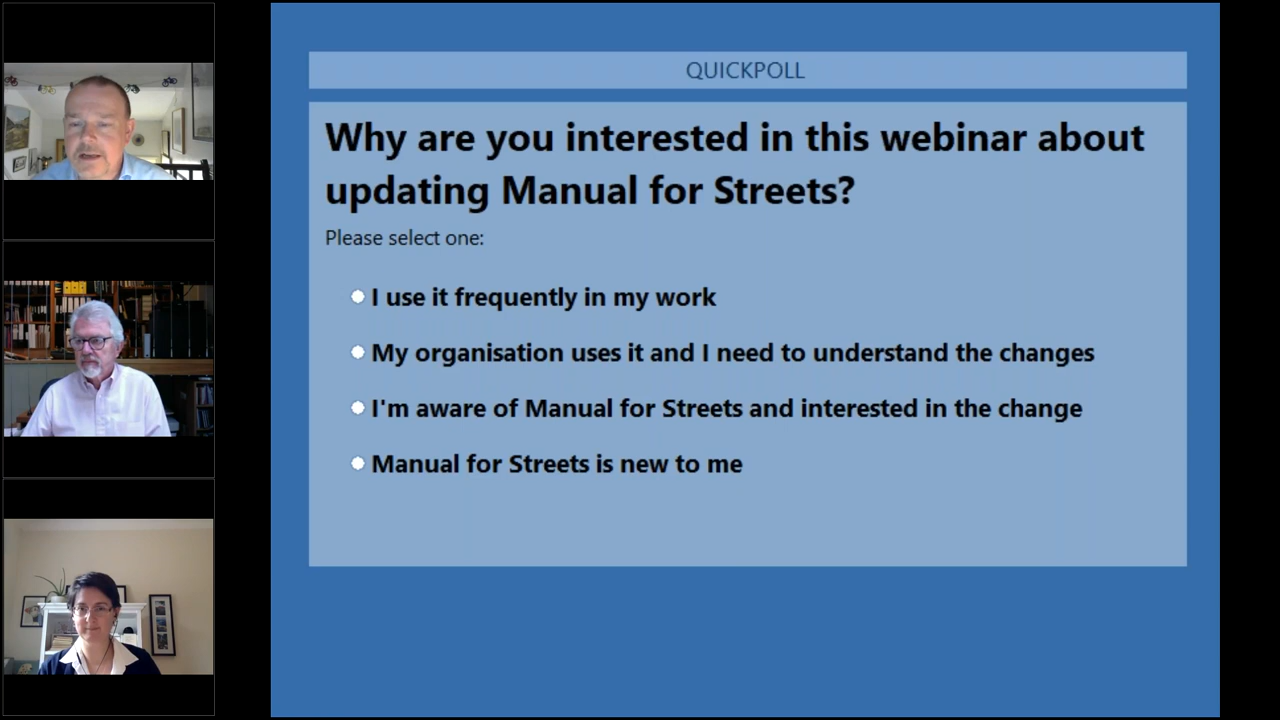 QUICKPOLL
Why are you interested in this webinar about
updating Manual for Streets?
Please select one:
I use it frequently in my work
My organisation uses it and I need to understand the changes
I'm aware of Manual for Streets and interested in the change
Manual for Streets is new to me